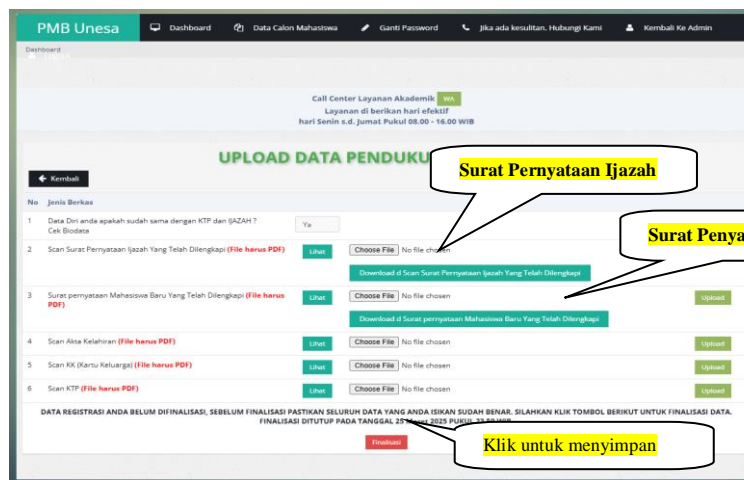 PMB Unesa
Dashboard
Data Calon Mahasiswa
Ganti Password
Jika ada kesulitan. Hubungi Kami
Kembali Ke Admin
Dashboard
Call Center Layanan Akademik WA
Layanan di berikan hari efektif
hari Senin s.d. Jumat Pukul 08.00 - 16.00 WIB
UPLOAD DATA PENDUKU
Surat Pernyataan Ijazah
Kembali
No Jenis Berkas
1 Data Diri anda apakah sudah sama dengan KTP dan IJAZAH ?
Cek Biodata
Ya
Surat Penya
2 Scan Surat Pernyataan Ijazah Yang Telah Dilengkapi (File harus PDF)
Lihat
Choose File No file chosen
Download d Scan Surat Pernyataan Ijazah Yang Telah Dilengkapi
3 Surat pernyataan Mahasiswa Baru Yang Telah Dilengkapi (File harus
PDF)
Lihat
Choose File No file chosen
Upload
Download d Surat pernyataan Mahasiswa Baru Yang Telah Dilengkapi
4 Scan Akta Kelahiran (File harus PDF)
Lihat
Choose File No file chosen
Upload
5 Scan KK (Kartu Keluarga) (File harus PDF)
Lihat
Choose File No file chosen
Upload
6 Scan KTP (File harus PDF)
Lihat
Choose File No file chosen
Upload
DATA REGISTRASI ANDA BELUM DIFINALISASI, SEBELUM FINALISASI PASTIKAN SELURUH DATA YANG ANDA ISIKAN SUDAH BENAR. SILAHKAN KLIK TOMBOL BERIKUT UNTUK FINALISASI DATA.
FINALISASI DITUTUP PADA TANGGAL 25 Maret 2025 PUKUL 23.59 WIB
Finalisasi
Klik untuk menyimpan